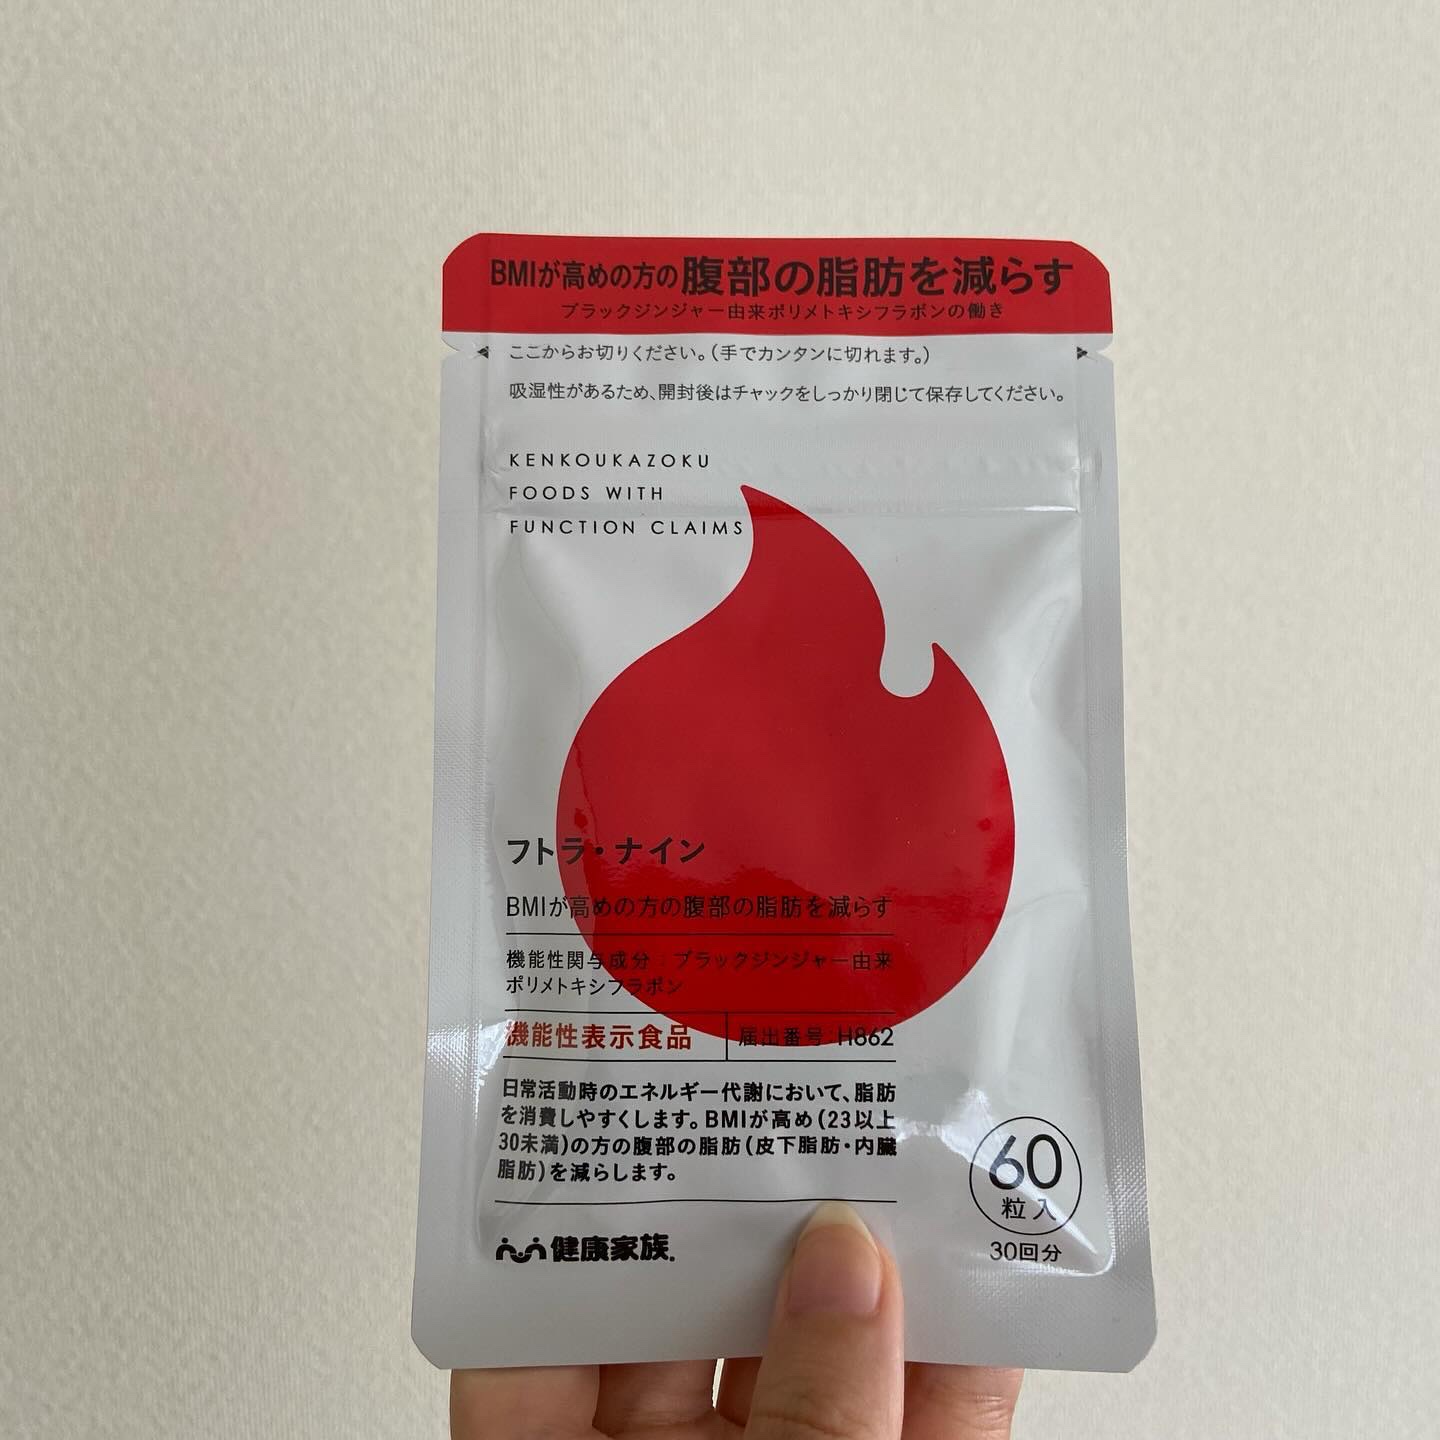 BMIが高めの方の腹部の脂肪を減らす
ブラックジンジャー由来ポリメトキシフラボンの働き
ここからお切りください。(手でカンタンに切れます。)
吸湿性があるため、開封後はチャックをしっかり閉じて保存してください。
KENKOUKAZOKU
FOODS WITH
FUNCTION CLAIMS
フトラ・ナイン
BMIが高めの方の腹部の脂肪を減らす
機能性関与成分:ブラックジンジャー由来
ポリメトキシフラボン
機能性表示食品 届出番号:H862
日常活動時のエネルギー代謝において、脂肪
を消費しやすくします。BMIが高め(23以上
30未満)の方の腹部の脂肪(皮下脂肪・内臓
脂肪)を減らします。
60
粒入
30回分
健康家族.